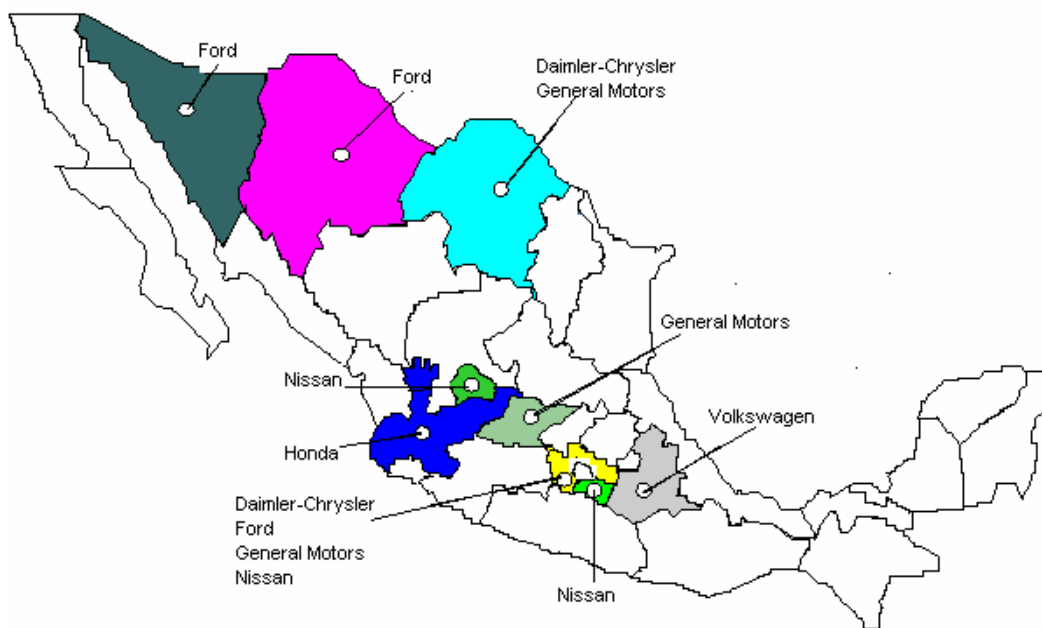 Ford
Ford
Daimler-Chrysler
General Motors
General Motors
Nissan
Volkswagen
Honda
Daimler-Chrysler
Ford
General Motors
Nissan
Nissan